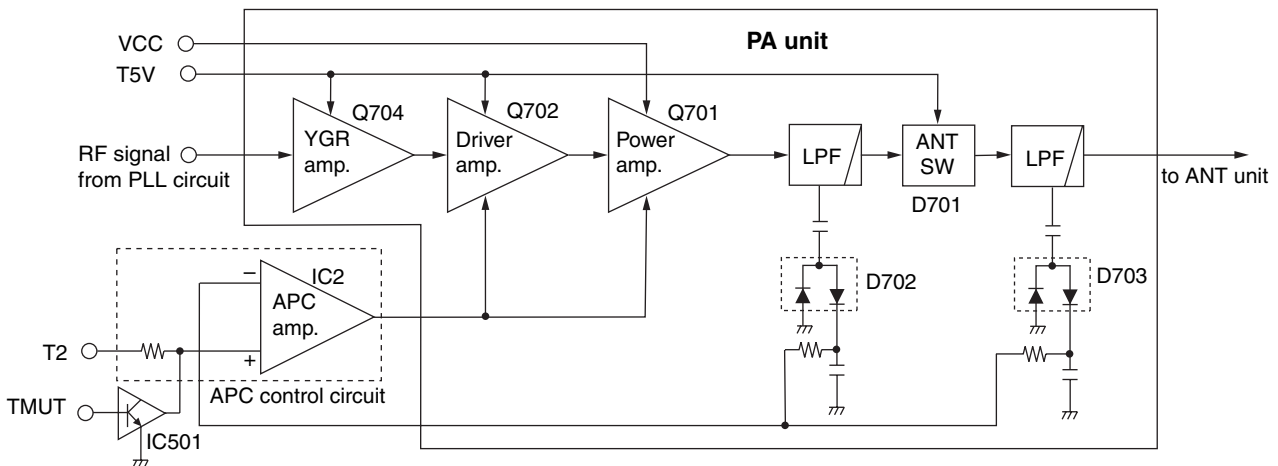 VCC
PA unit
T5V
Q704
Q702
Q701
YGR
amp.
Driver
amp.
Power
amp.
LPF
ANT
SW
LPF
RF signal
from PLL circuit
to ANT unit
D701
IC2
APC
amp.
−
+
D702
D703
T2
APC control circuit
TMUT
IC501